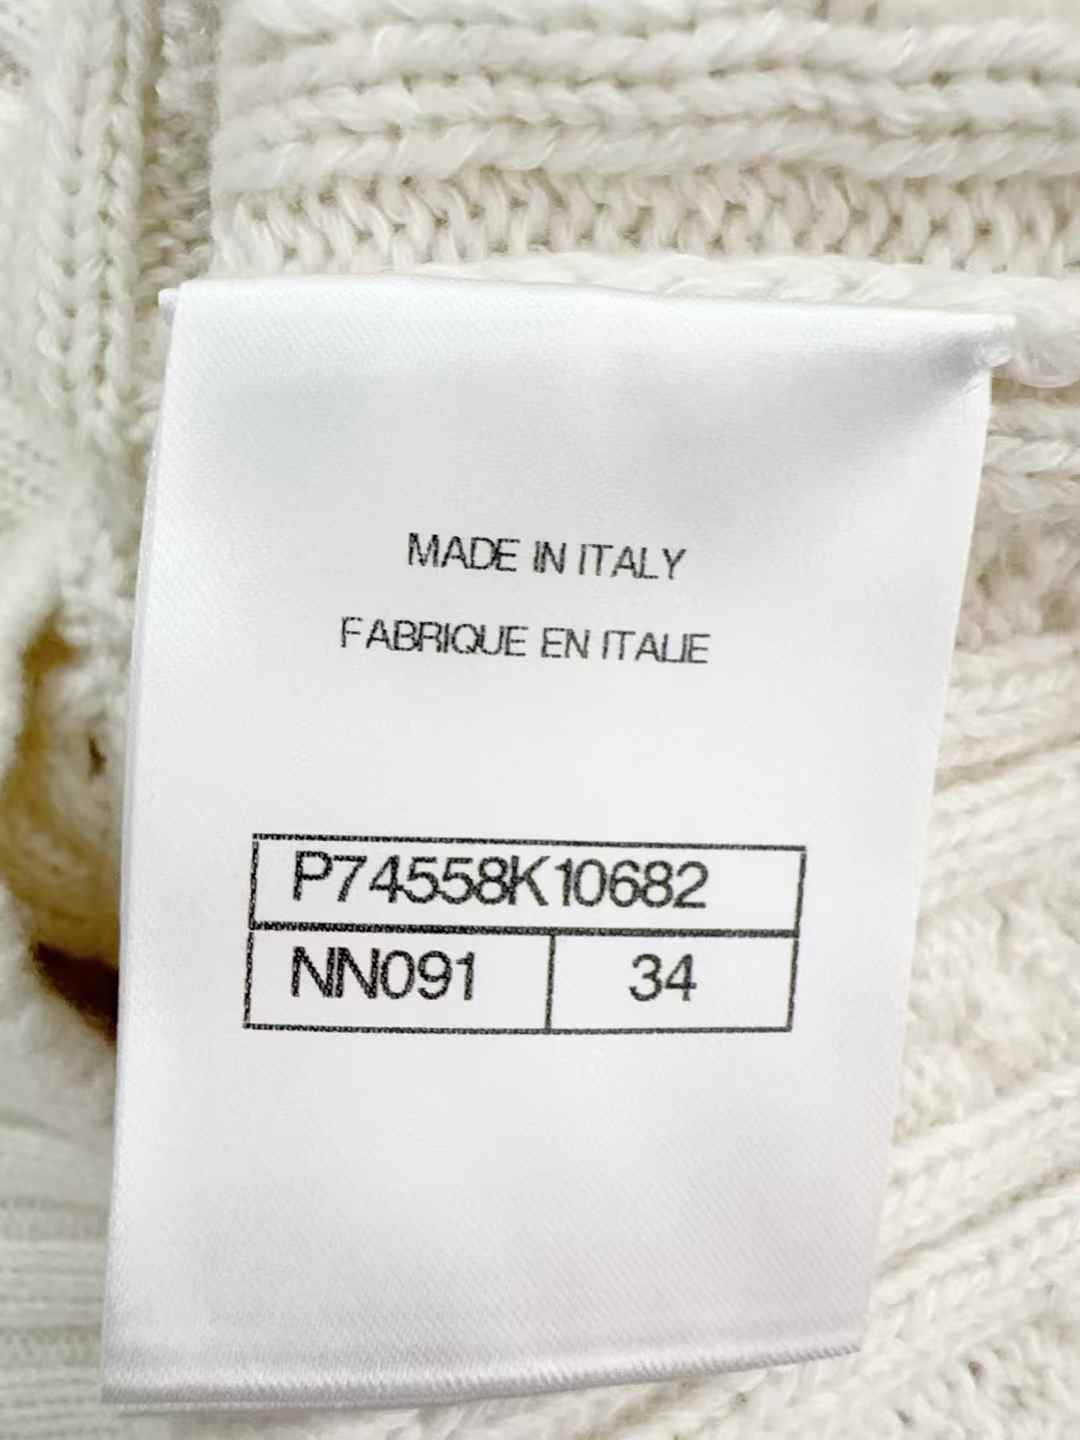 MADE IN ITALY
FABRIQUE EN ITALIE
P74558K10682
NN091 34